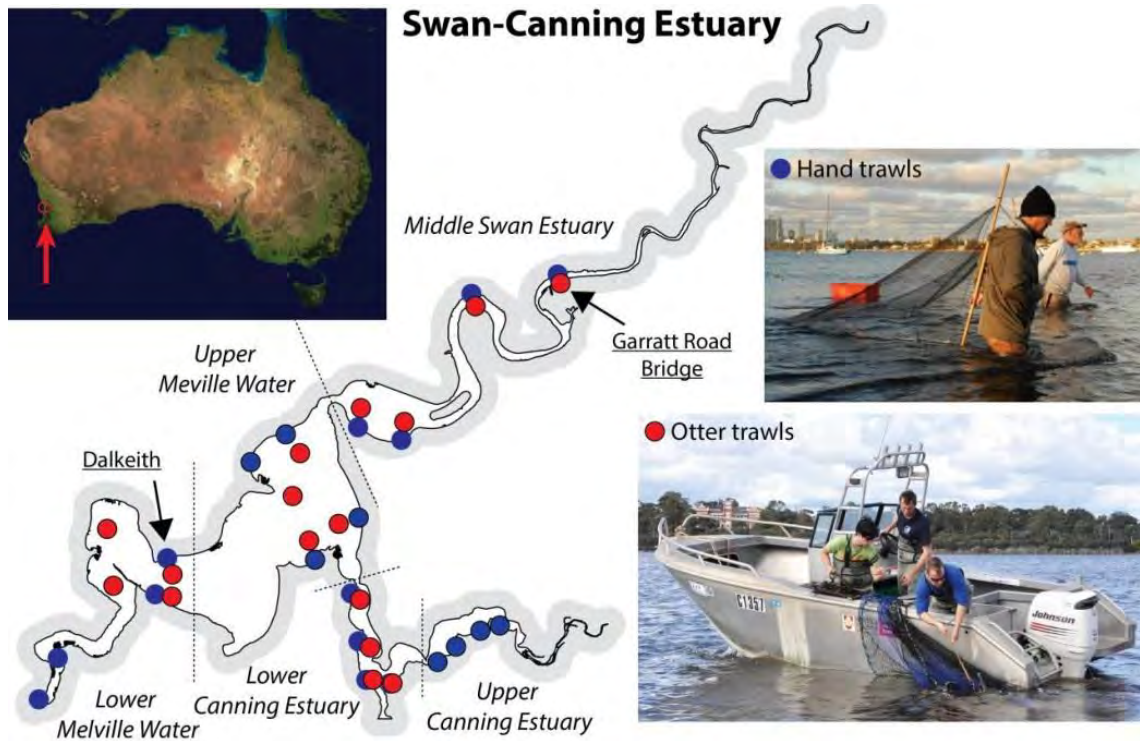 Swan-Canning Estuary
Hand trawls
Middle Swan Estuary
Garratt Road
Bridge
Upper
Meville Water
Otter trawls
Dalkeith
C1357
Johnson
Lower
Melville Water
Lower
Canning Estuary
Upper
Canning Estuary